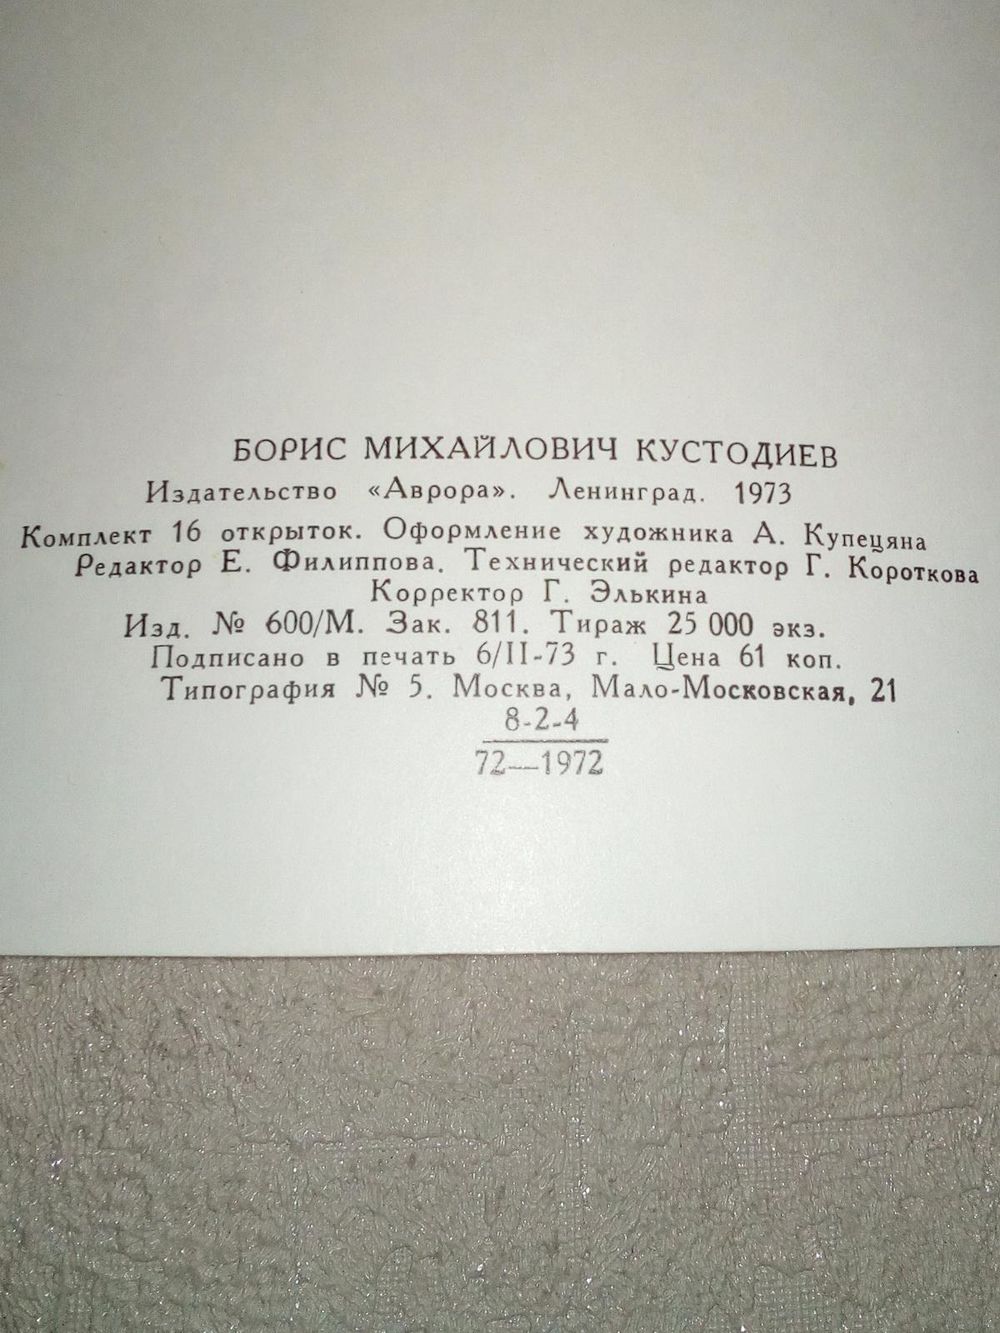 БОРИС МИХАЙЛОВИЧ КУСТОДИЕВ
Издательство «Аврора». Ленинград. 1973
Комплект 16 открыток. Оформление художника А. Купецяна
Редактор Е. Филиппова. Технический редактор Г. Короткова
Корректор Г. Элькина
Изд. № 600/М. Зак. 811. Тираж 25 000 экз.
Подписано в печать 6/II-73 г. Цена 61 коп.
Типография № 5. Москва, Мало-Московская, 21
8-2-4
72—1972